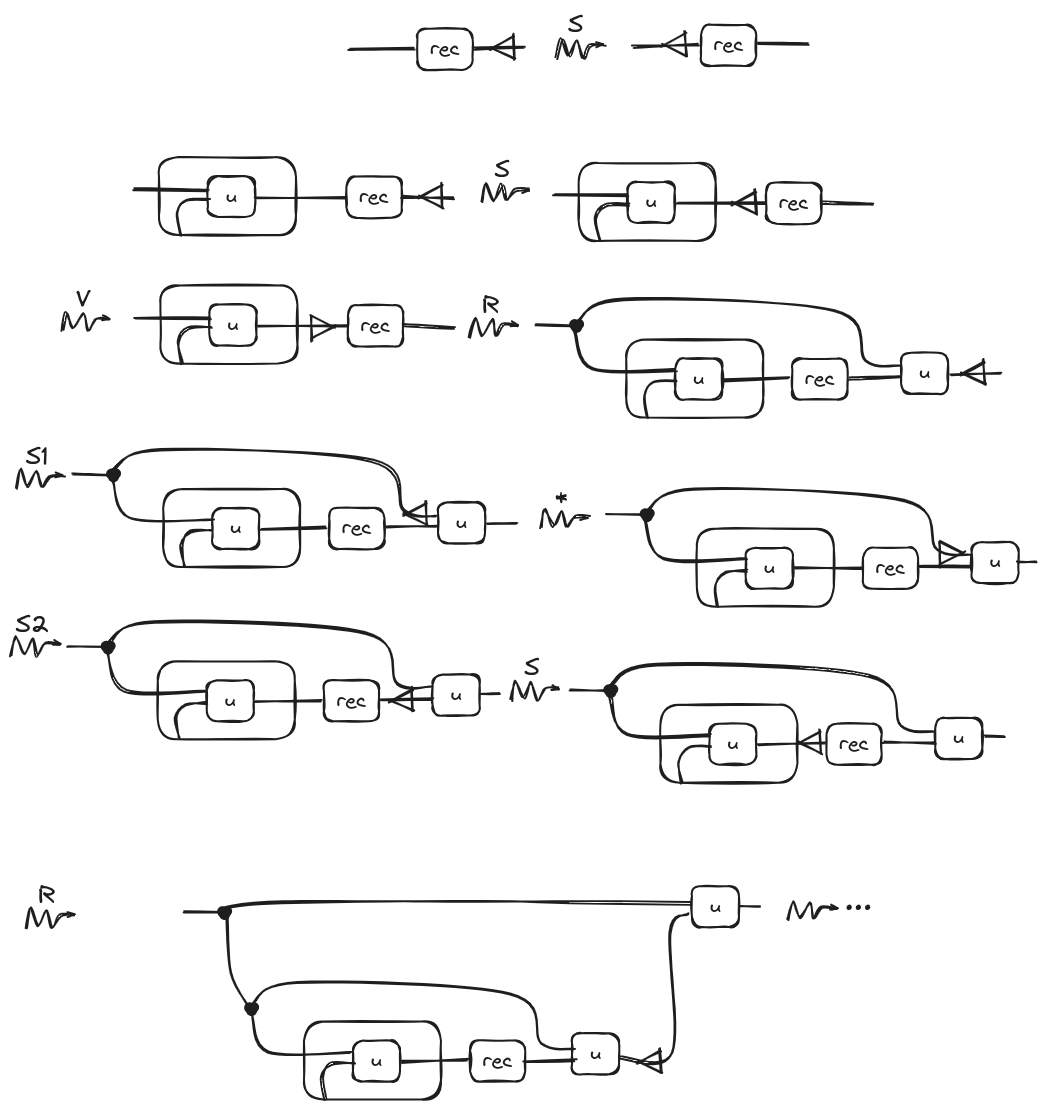 S
rec rec
S
u rec u rec
V R
u rec u rec u
S1 *
u rec u u rec u
S2 S
u rec u u rec u
R
u ...
u rec u